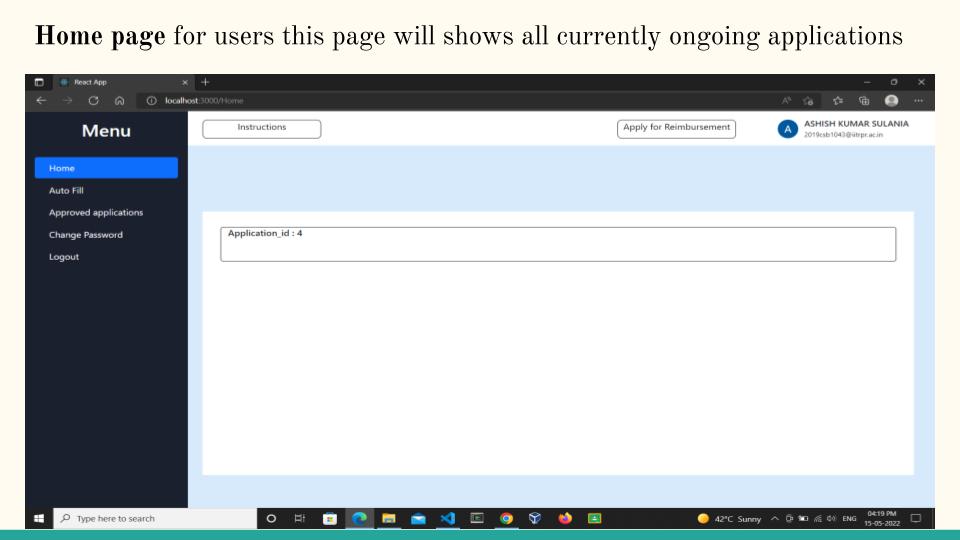 Home page for users this page will shows all currently ongoing applications
React App
localhost:3000/Home
Menu
Instructions
Apply for Reimbursement
A
ASHISH KUMAR SULANIA
2019csb1043@iitrpr.ac.in
Home
Auto Fill
Approved applications
Change Password
Logout
Application_id : 4
Type here to search
42°C Sunny
ENG
04:19 PM
15-05-2022